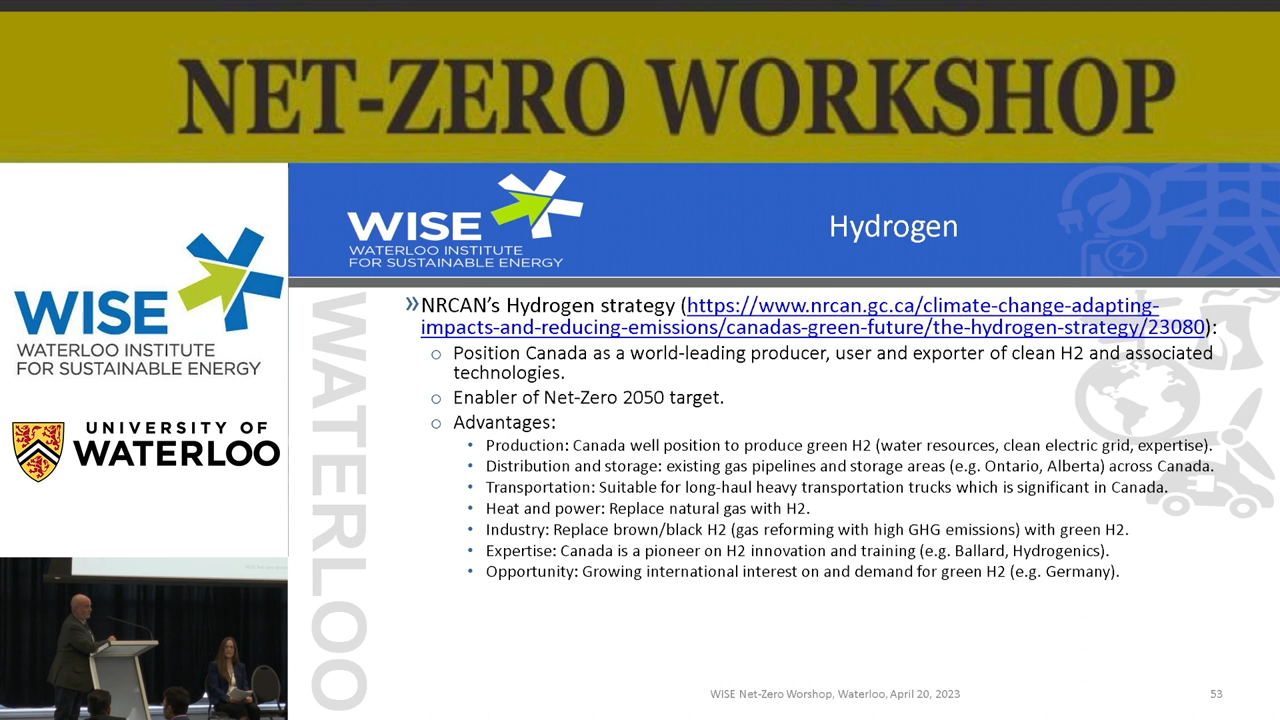 NET-ZERO WORKSHOP
WISE
WATERLOO INSTITUTE
FOR SUSTAINABLE ENERGY
UNIVERSITY OF
WATERLOO
WISE
WATERLOO INSTITUTE
FOR SUSTAINABLE ENERGY
Hydrogen
WATERLOO
»NRCAN’s Hydrogen strategy (https://www.nrcan.gc.ca/climate-change-adapting-
impacts-and-reducing-emissions/canadas-green-future/the-hydrogen-strategy/23080):
○ Position Canada as a world-leading producer, user and exporter of clean H2 and associated
technologies.
○ Enabler of Net-Zero 2050 target.
○ Advantages:
• Production: Canada well position to produce green H2 (water resources, clean electric grid, expertise).
• Distribution and storage: existing gas pipelines and storage areas (e.g. Ontario, Alberta) across Canada.
• Transportation: Suitable for long-haul heavy transportation trucks which is significant in Canada.
• Heat and power: Replace natural gas with H2.
• Industry: Replace brown/black H2 (gas reforming with high GHG emissions) with green H2.
• Expertise: Canada is a pioneer on H2 innovation and training (e.g. Ballard, Hydrogenics).
• Opportunity: Growing international interest on and demand for green H2 (e.g. Germany).
WISE Net-Zero Worshop, Waterloo, April 20, 2023
53